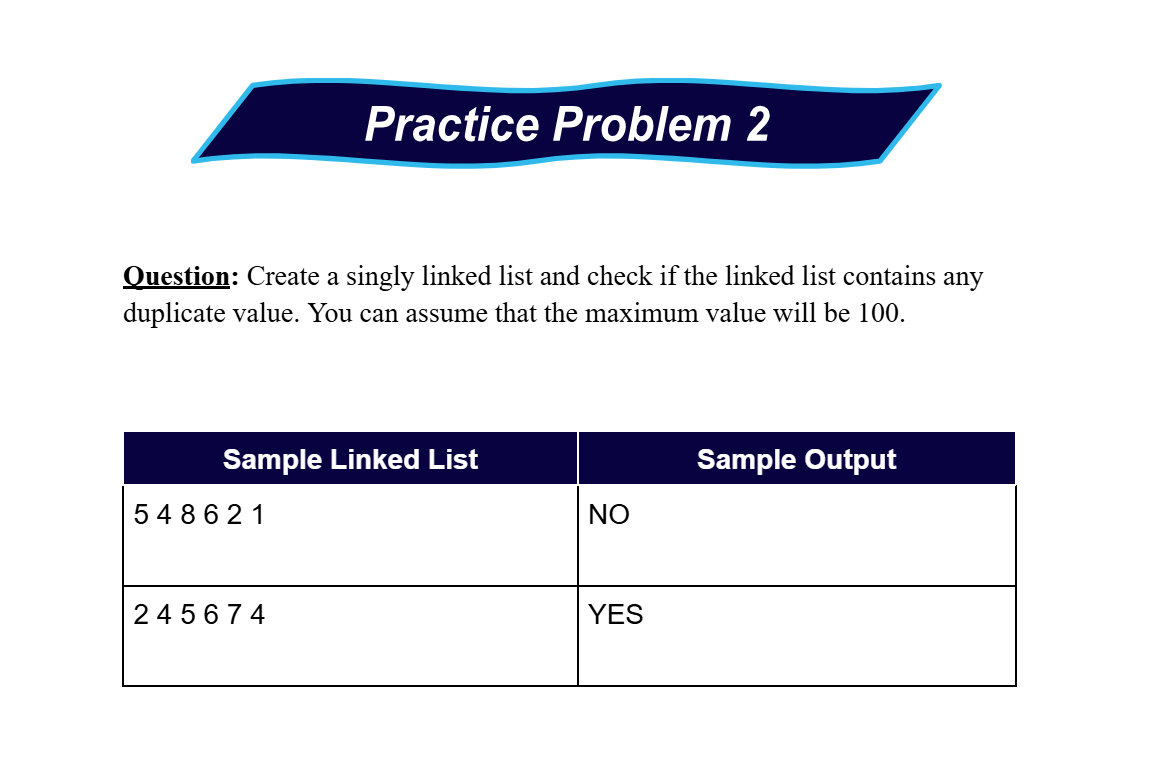 Practice Problem 2
Question: Create a singly linked list and check if the linked list contains any
duplicate value. You can assume that the maximum value will be 100.
Sample Linked List Sample Output
5 4 8 6 2 1 NO
2 4 5 6 7 4 YES